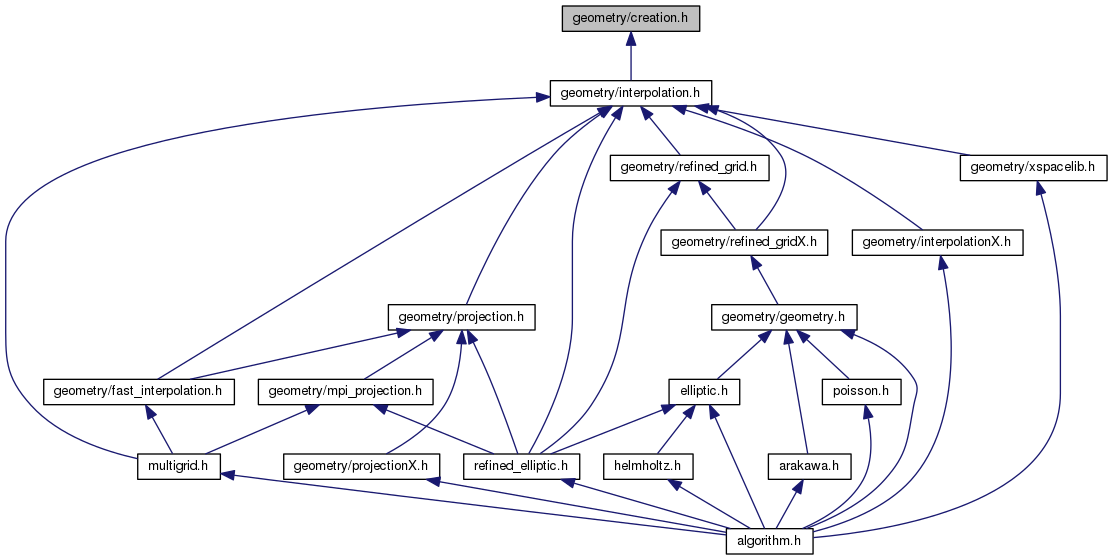 geometry/creation.h
geometry/interpolation.h
geometry/refined_grid.h
geometry/xspacelib.h
geometry/refined_gridX.h
geometry/interpolationX.h
geometry/projection.h
geometry/geometry.h
geometry/fast_interpolation.h
geometry/mpi_projection.h
elliptic.h
poisson.h
multigrid.h
geometry/projectionX.h
refined_elliptic.h
helmholtz.h
arakawa.h
algorithm.h